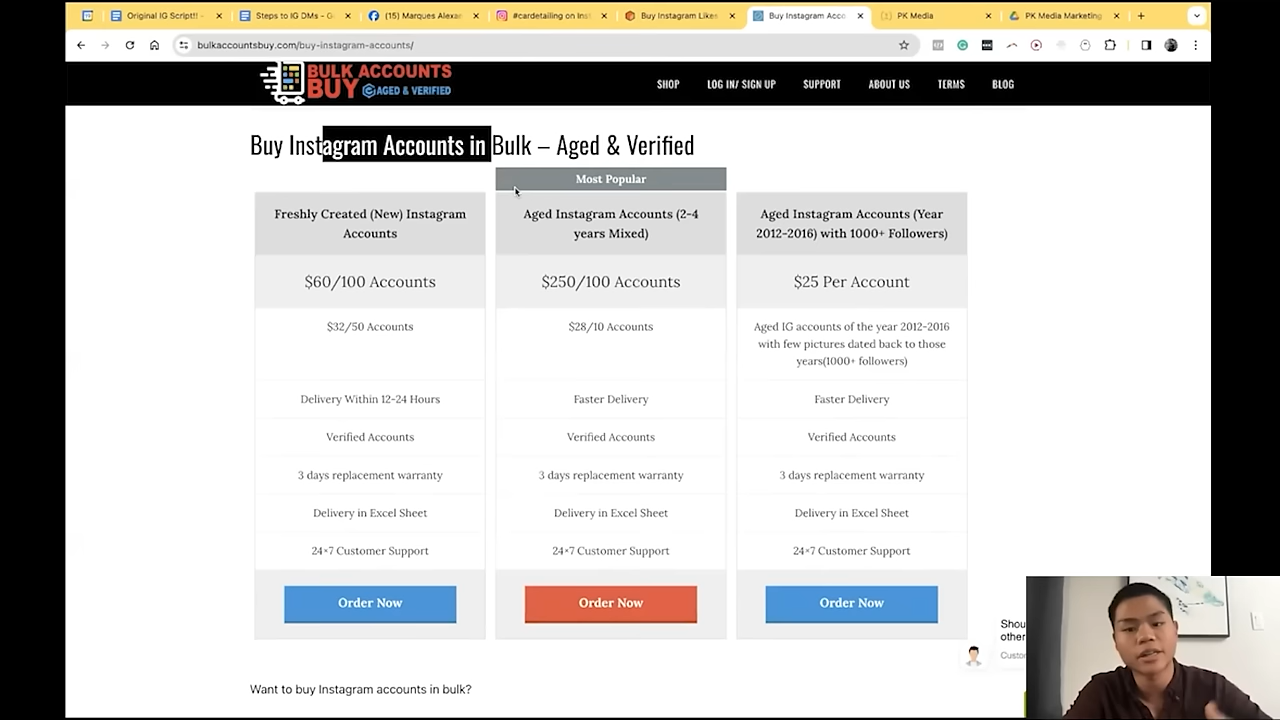 Original IG Script!! -
Steps to IG DMs - G
(15) Marques Alexar
#cardetailing on Inst
Buy Instagram Likes
Buy Instagram Acco
PK Media
PK Media Marketing
bulkaccountsbuy.com/buy-instagram-accounts/
BULK ACCOUNTS
BUY AGED & VERIFIED
SHOP
LOG IN/ SIGN UP
SUPPORT
ABOUT US
TERMS
BLOG
Buy Instagram Accounts in Bulk – Aged & Verified
Most Popular
Freshly Created (New) Instagram
Accounts
$60/100 Accounts
$32/50 Accounts
Delivery Within 12-24 Hours
Verified Accounts
3 days replacement warranty
Delivery in Excel Sheet
24×7 Customer Support
Order Now
Aged Instagram Accounts (2-4
years Mixed)
$250/100 Accounts
$28/10 Accounts
Faster Delivery
Verified Accounts
3 days replacement warranty
Delivery in Excel Sheet
24×7 Customer Support
Order Now
Aged Instagram Accounts (Year
2012-2016) with 1000+ Followers)
$25 Per Account
Aged IG accounts of the year 2012-2016
with few pictures dated back to those
years(1000+ followers)
Faster Delivery
Verified Accounts
3 days replacement warranty
Delivery in Excel Sheet
24×7 Customer Support
Order Now
Shou
other
Custo
Want to buy Instagram accounts in bulk?